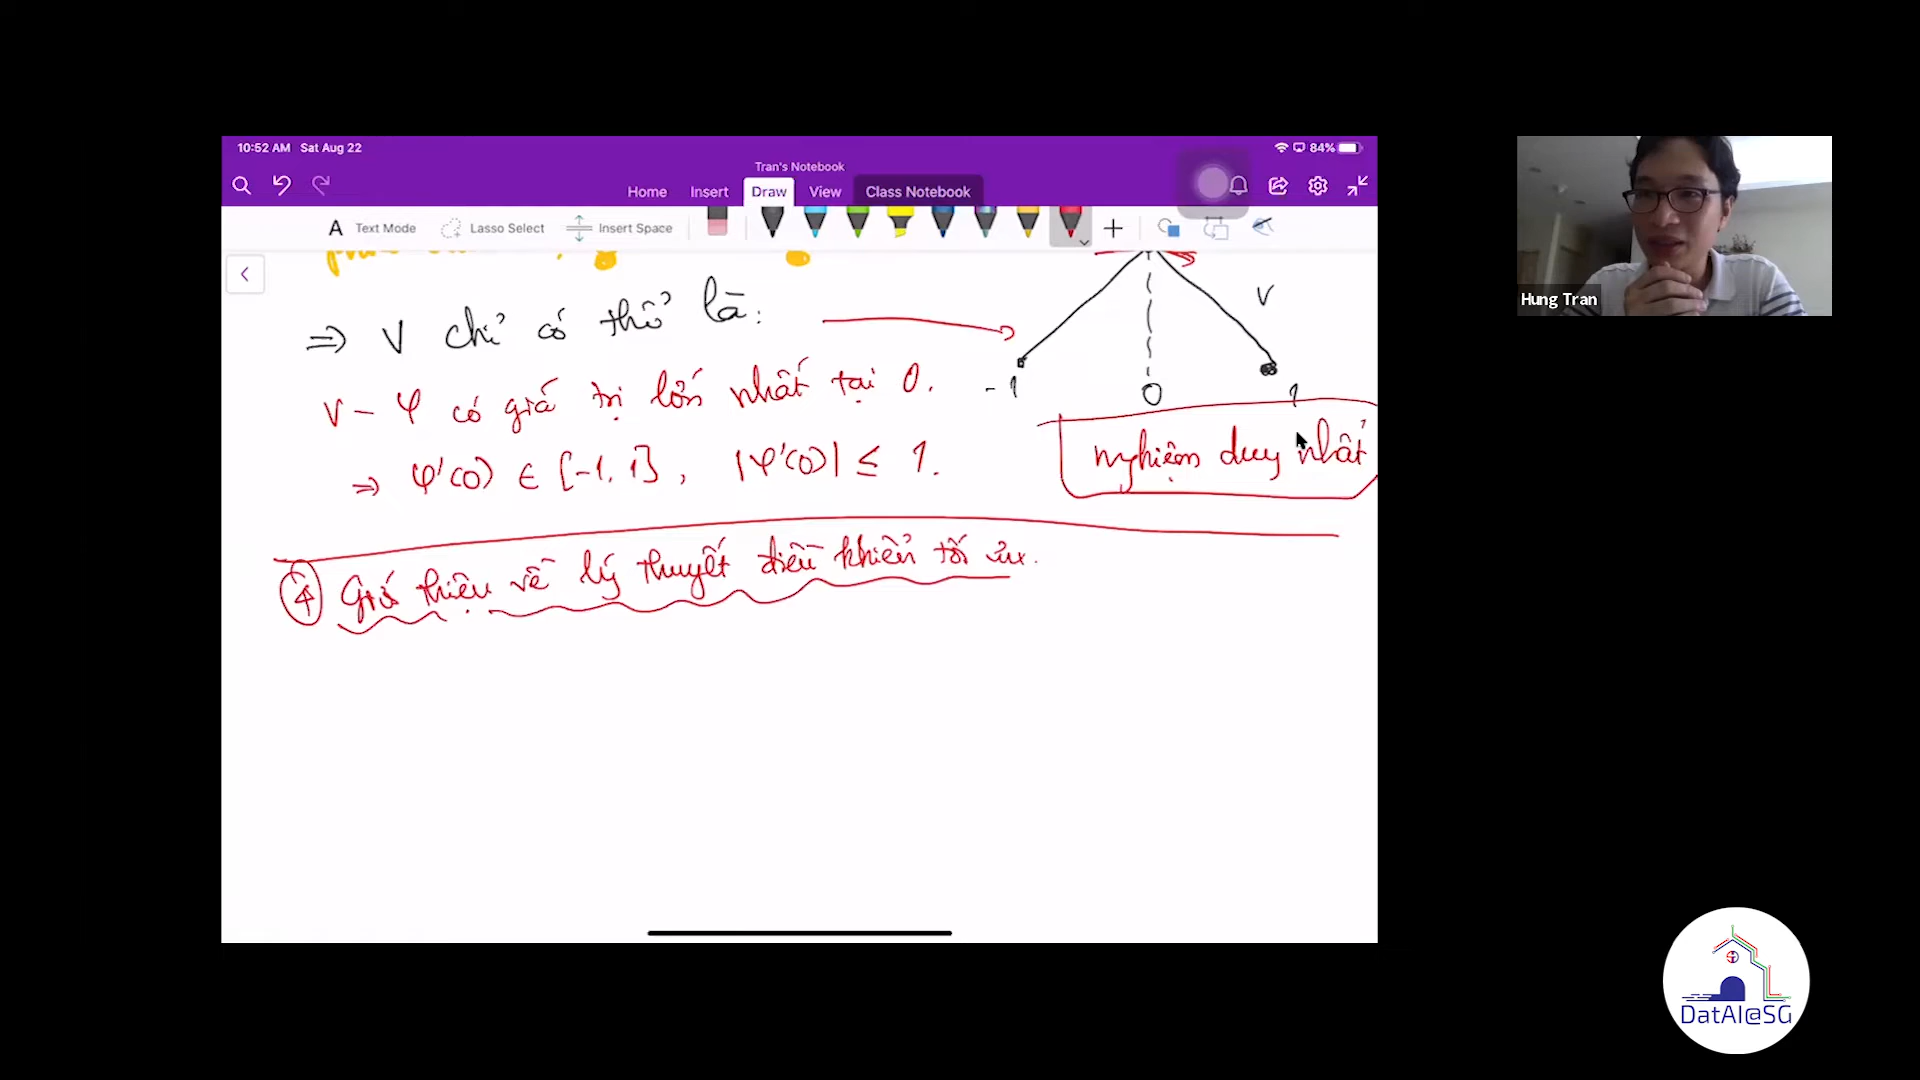 10:52 AM Sat Aug 22
84%
Tran's Notebook
Home Insert Draw View Class Notebook
A Text Mode Lasso Select Insert Space
⇒ V chỉ có thể là:
V
-1 0 1
V - φ có giá trị lớn nhất tại 0.
⇒ φ'(0) ∈ [-1, 1], |φ'(0)| ≤ 1.
nghiệm duy nhất
④ Giới thiệu về lý thuyết điều khiển tối ưu.
Hung Tran
DatAI@SG